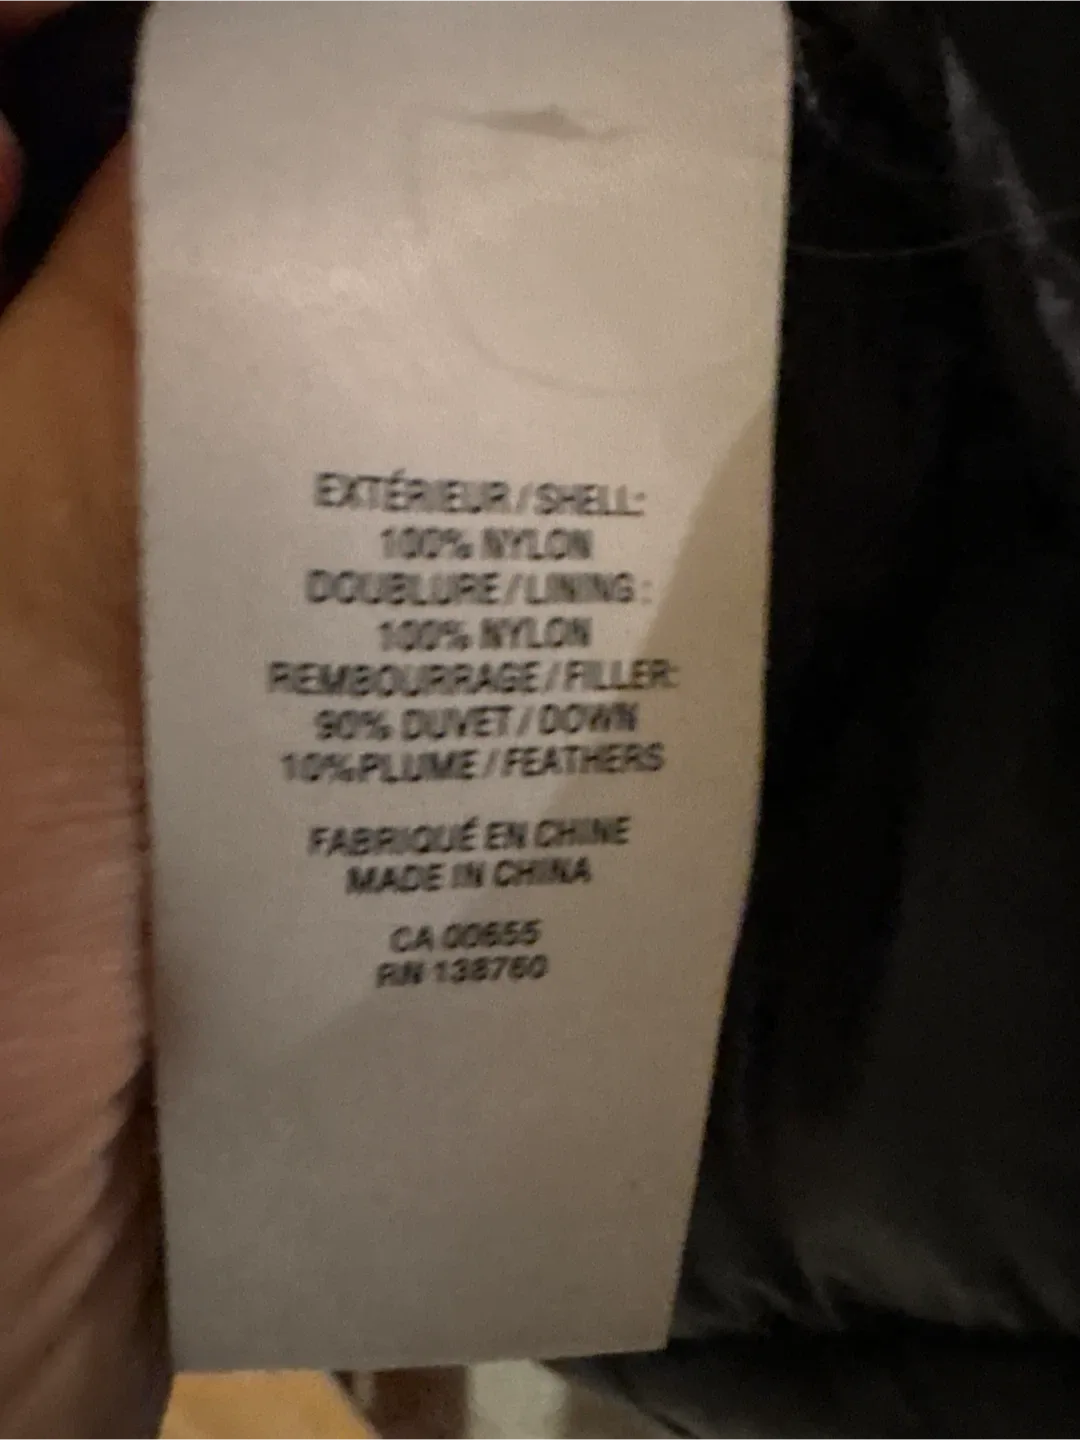 EXTÉRIEUR / SHELL:
100% NYLON
DOUBLURE / LINING :
100% NYLON
REMBOURRAGE / FILLER:
90% DUVET / DOWN
10%PLUME / FEATHERS
FABRIQUÉ EN CHINE
MADE IN CHINA
CA 00655
RN 138760